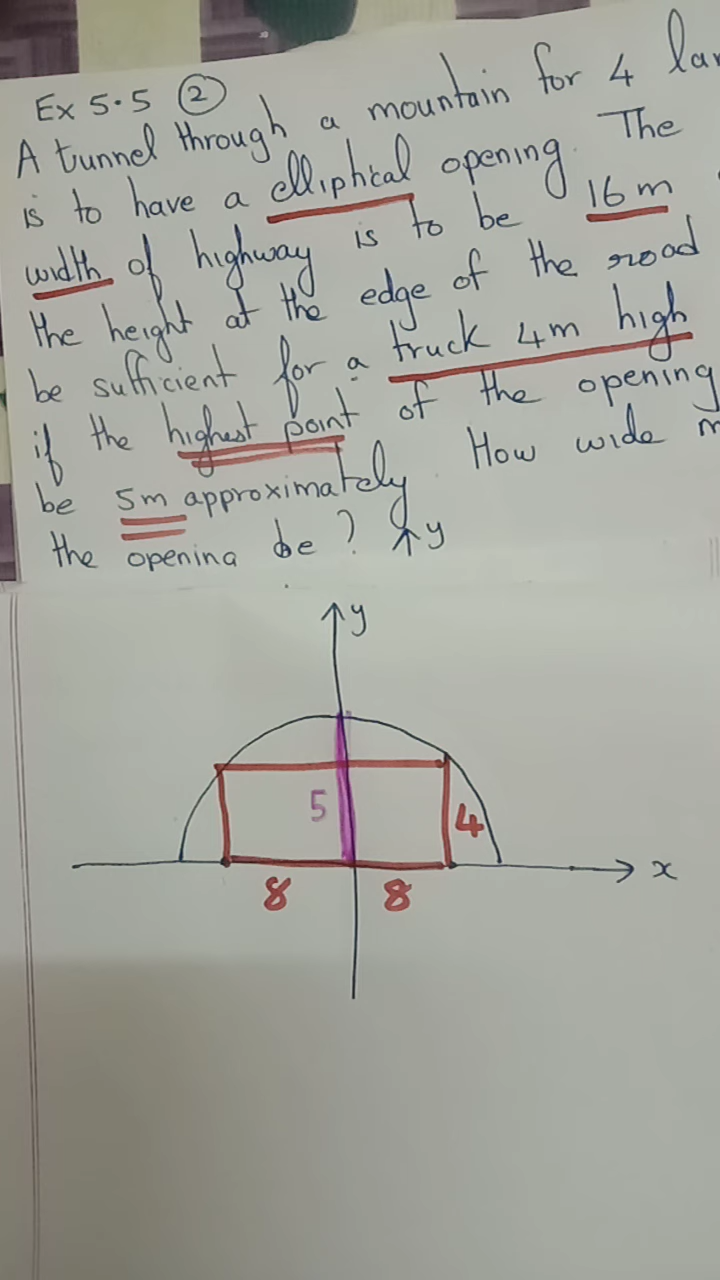 Ex 5.5 ②
A tunnel through a mountain for 4
is to have a elliptical opening. The
width of highway is to be 16m
the height at the edge of the road
be sufficient for a truck 4m high
if the highest point of the opening
be 5m approximately. How wide
the opening be? y
y
5
4
x
8 8